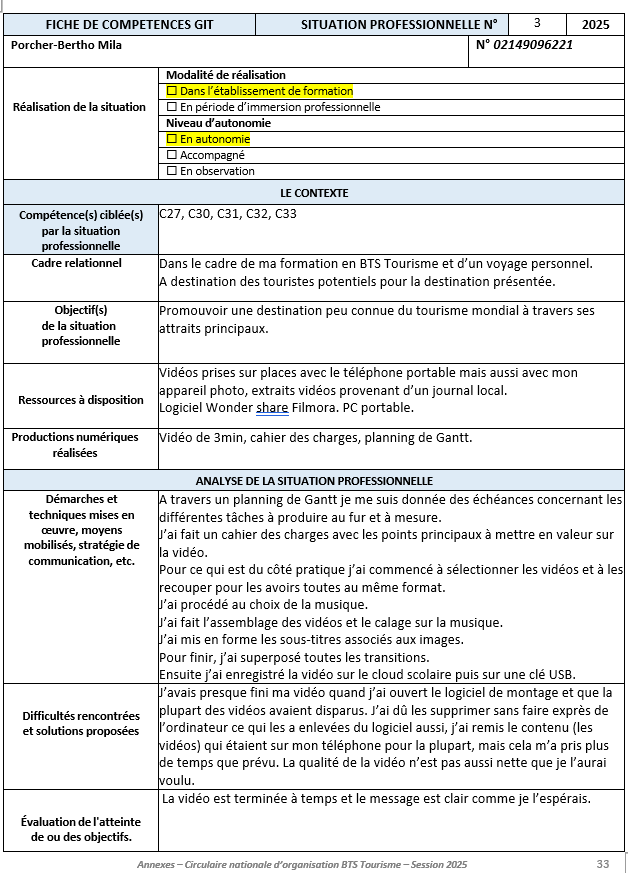 FICHE DE COMPETENCES GIT
SITUATION PROFESSIONNELLE N°
3
2025
Porcher-Bertho Mila
N° 02149096221
Réalisation de la situation
Modalité de réalisation
☐ Dans l’établissement de formation
☐ En période d’immersion professionnelle
Niveau d’autonomie
☐ En autonomie
☐ Accompagné
☐ En observation
LE CONTEXTE
Compétence(s) ciblée(s)
par la situation
professionnelle
C27, C30, C31, C32, C33
Cadre relationnel
Dans le cadre de ma formation en BTS Tourisme et d’un voyage personnel.
A destination des touristes potentiels pour la destination présentée.
Objectif(s)
de la situation
professionnelle
Promouvoir une destination peu connue du tourisme mondial à travers ses
attraits principaux.
Ressources à disposition
Vidéos prises sur places avec le téléphone portable mais aussi avec mon
appareil photo, extraits vidéos provenant d’un journal local.
Logiciel Wonder share Filmora. PC portable.
Productions numériques
réalisées
Vidéo de 3min, cahier des charges, planning de Gantt.
ANALYSE DE LA SITUATION PROFESSIONNELLE
Démarches et
techniques mises en
œuvre, moyens
mobilisés, stratégie de
communication, etc.
A travers un planning de Gantt je me suis donnée des échéances concernant les
différentes tâches à produire au fur et à mesure.
J’ai fait un cahier des charges avec les points principaux à mettre en valeur sur
la vidéo.
Pour ce qui est du côté pratique j’ai commencé à sélectionner les vidéos et à les
recouper pour les avoirs toutes au même format.
J’ai procédé au choix de la musique.
J’ai fait l’assemblage des vidéos et le calage sur la musique.
J’ai mis en forme les sous-titres associés aux images.
Pour finir, j’ai superposé toutes les transitions.
Ensuite j’ai enregistré la vidéo sur le cloud scolaire puis sur une clé USB.
Difficultés rencontrées
et solutions proposées
J’avais presque fini ma vidéo quand j’ai ouvert le logiciel de montage et que la
plupart des vidéos avaient disparus. J’ai dû les supprimer sans faire exprès de
l’ordinateur ce qui les a enlevées du logiciel aussi, j’ai remis le contenu (les
vidéos) qui étaient sur mon téléphone pour la plupart, mais cela m’a pris plus
de temps que prévu. La qualité de la vidéo n’est pas aussi nette que je l’aurai
voulu.
Évaluation de l'atteinte
de ou des objectifs.
La vidéo est terminée à temps et le message est clair comme je l’espérais.
Annexes – Circulaire nationale d’organisation BTS Tourisme – Session 2025
33